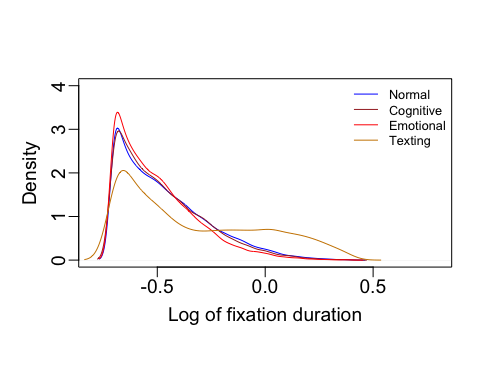 Normal
Cognitive
Emotional
Texting
Density
0
1
2
3
4
-0.5
0.0
0.5
Log of fixation duration